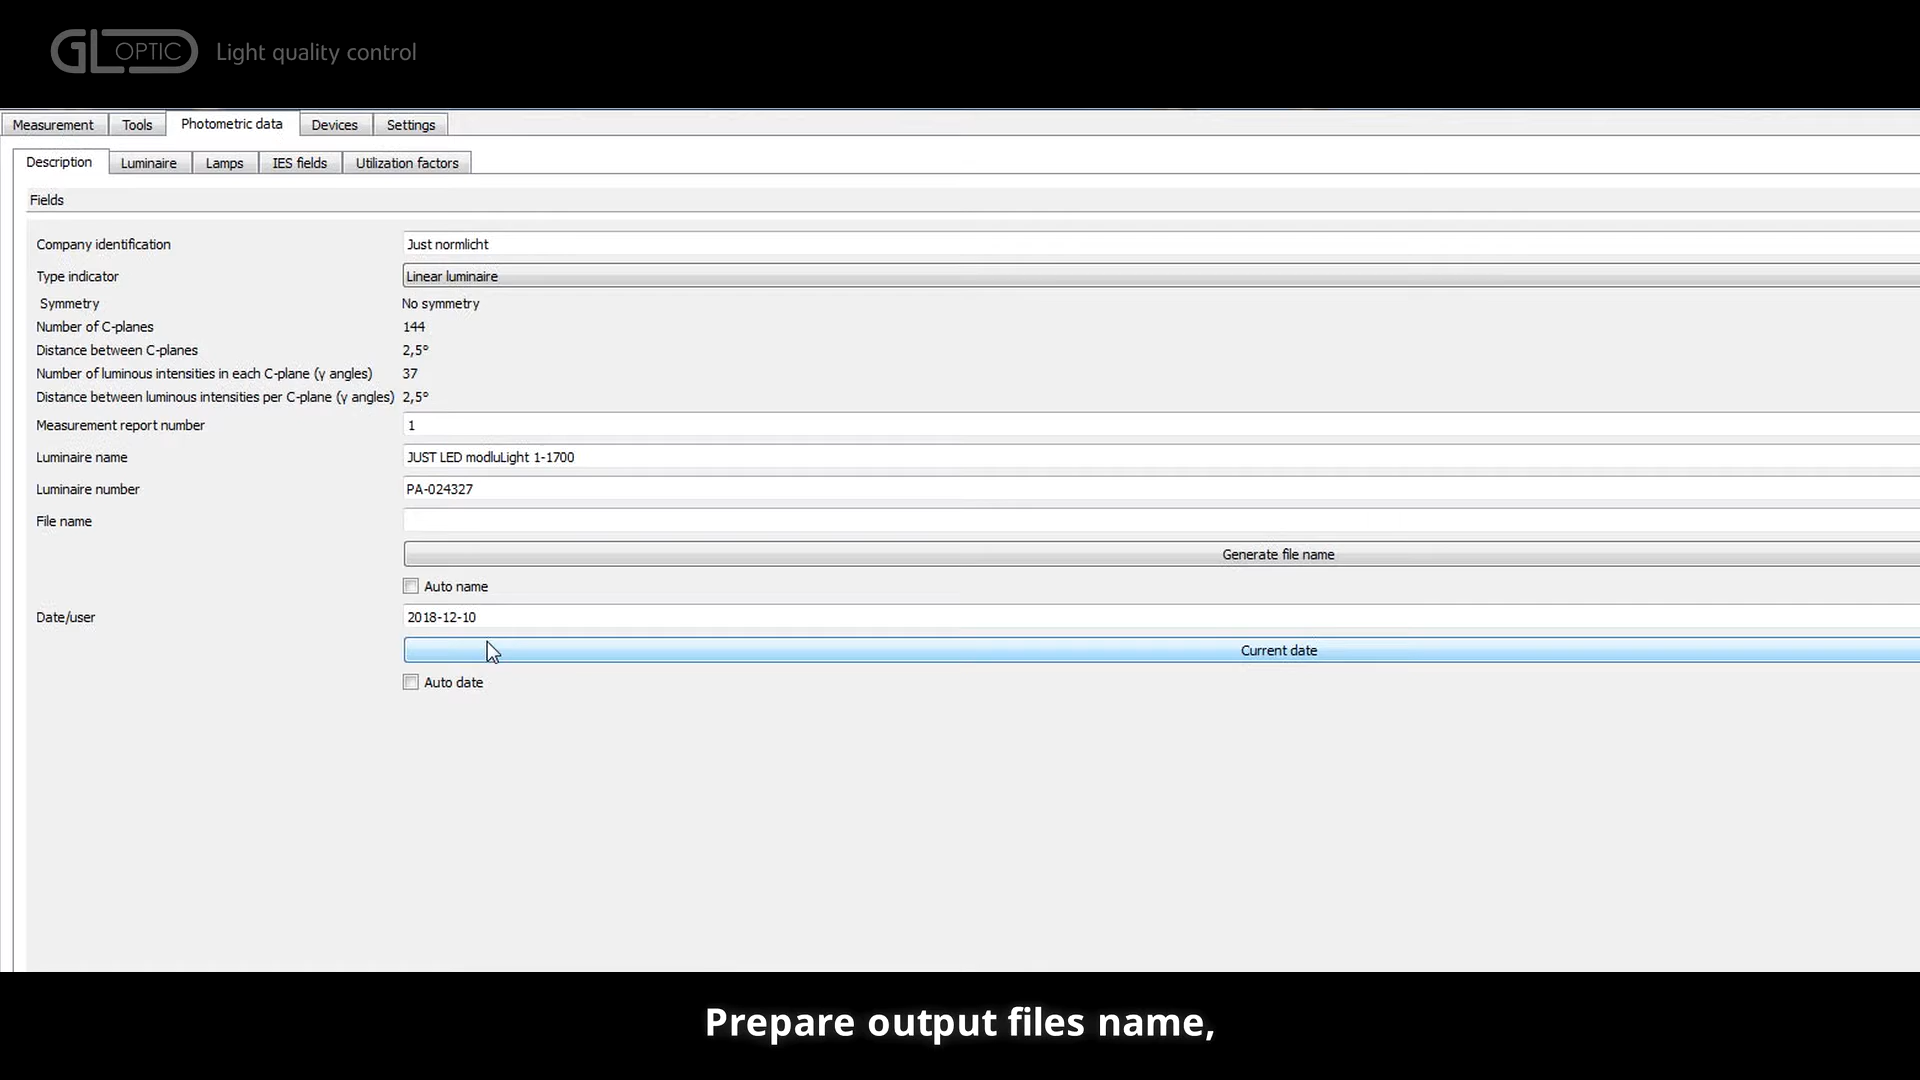 GL OPTIC Light quality control
Measurement Tools Photometric data Devices Settings
Description Luminaire Lamps IES fields Utilization factors
Fields
Company identification Just normlicht
Type indicator Linear luminaire
Symmetry No symmetry
Number of C-planes 144
Distance between C-planes 2,5°
Number of luminous intensities in each C-plane (γ angles) 37
Distance between luminous intensities per C-plane (γ angles) 2,5°
Measurement report number 1
Luminaire name JUST LED modluLight 1-1700
Luminaire number PA-024327
File name
Generate file name
Auto name
Date/user 2018-12-10
Current date
Auto date
Prepare output files name,